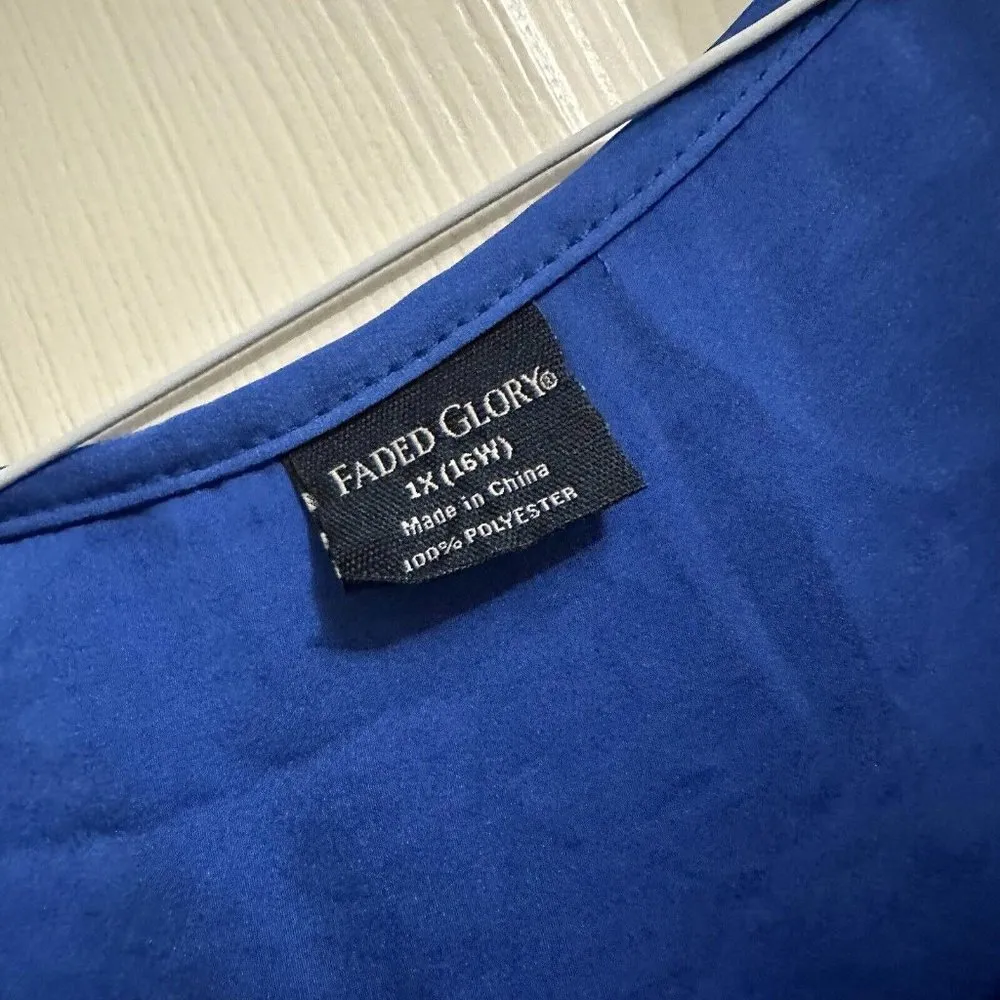 FADED GLORY®
1X (16W)
Made in China
100% POLYESTER